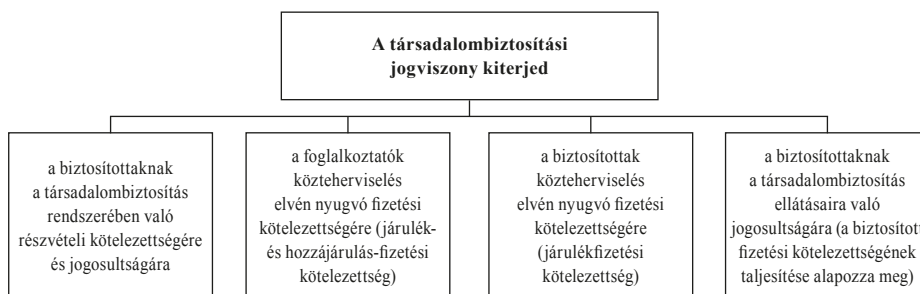 A társadalombiztosítási
jogviszony kiterjed
a biztosítottaknak
a társadalombiztosítás
rendszerében való
részvételi kötelezettségére
és jogosultságára
a foglalkoztatók
közteherviselés
elvén nyugvó fizetési
kötelezettségére (járulék-
és hozzájárulás-fizetési
kötelezettség)
a biztosítottak
közteherviselés
elvén nyugvó fizetési
kötelezettségére
(járulékfizetési
kötelezettség)
a biztosítottaknak
a társadalombiztosítás
ellátásaira való
jogosultságára (a biztosított
fizetési kötelezettségének
taljesítése alapozza meg)